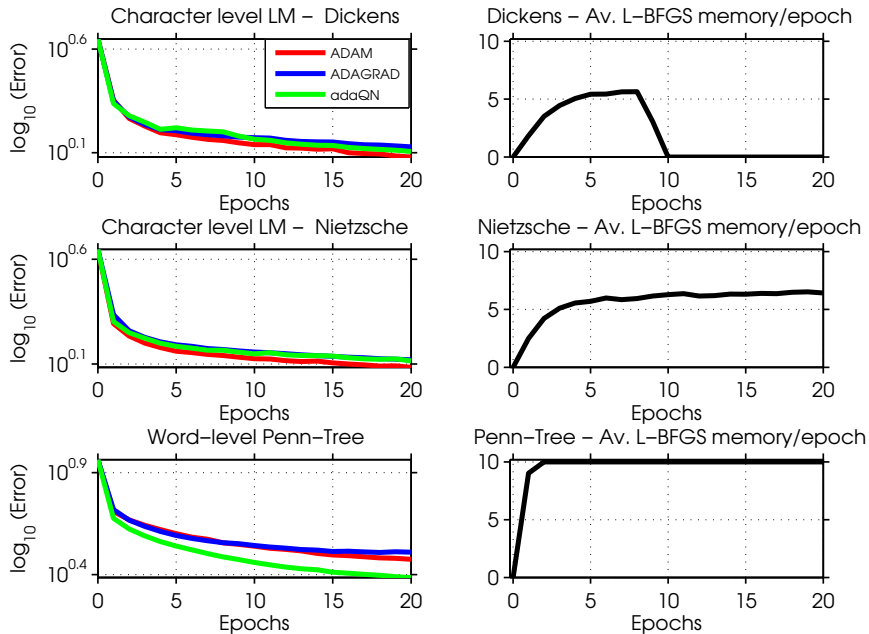 Character level LM – Dickens
log10 (Error)
10^0.6
10^0.1
ADAM
ADAGRAD
adaQN
0 5 10 15 20
Epochs
Dickens – Av. L–BFGS memory/epoch
10
5
0
0 5 10 15 20
Epochs
Character level LM – Nietzsche
log10 (Error)
10^0.6
10^0.1
0 5 10 15 20
Epochs
Nietzsche – Av. L–BFGS memory/epoch
10
5
0
0 5 10 15 20
Epochs
Word–level Penn–Tree
log10 (Error)
10^0.9
10^0.4
0 5 10 15 20
Epochs
Penn–Tree – Av. L–BFGS memory/epoch
10
5
0
0 5 10 15 20
Epochs